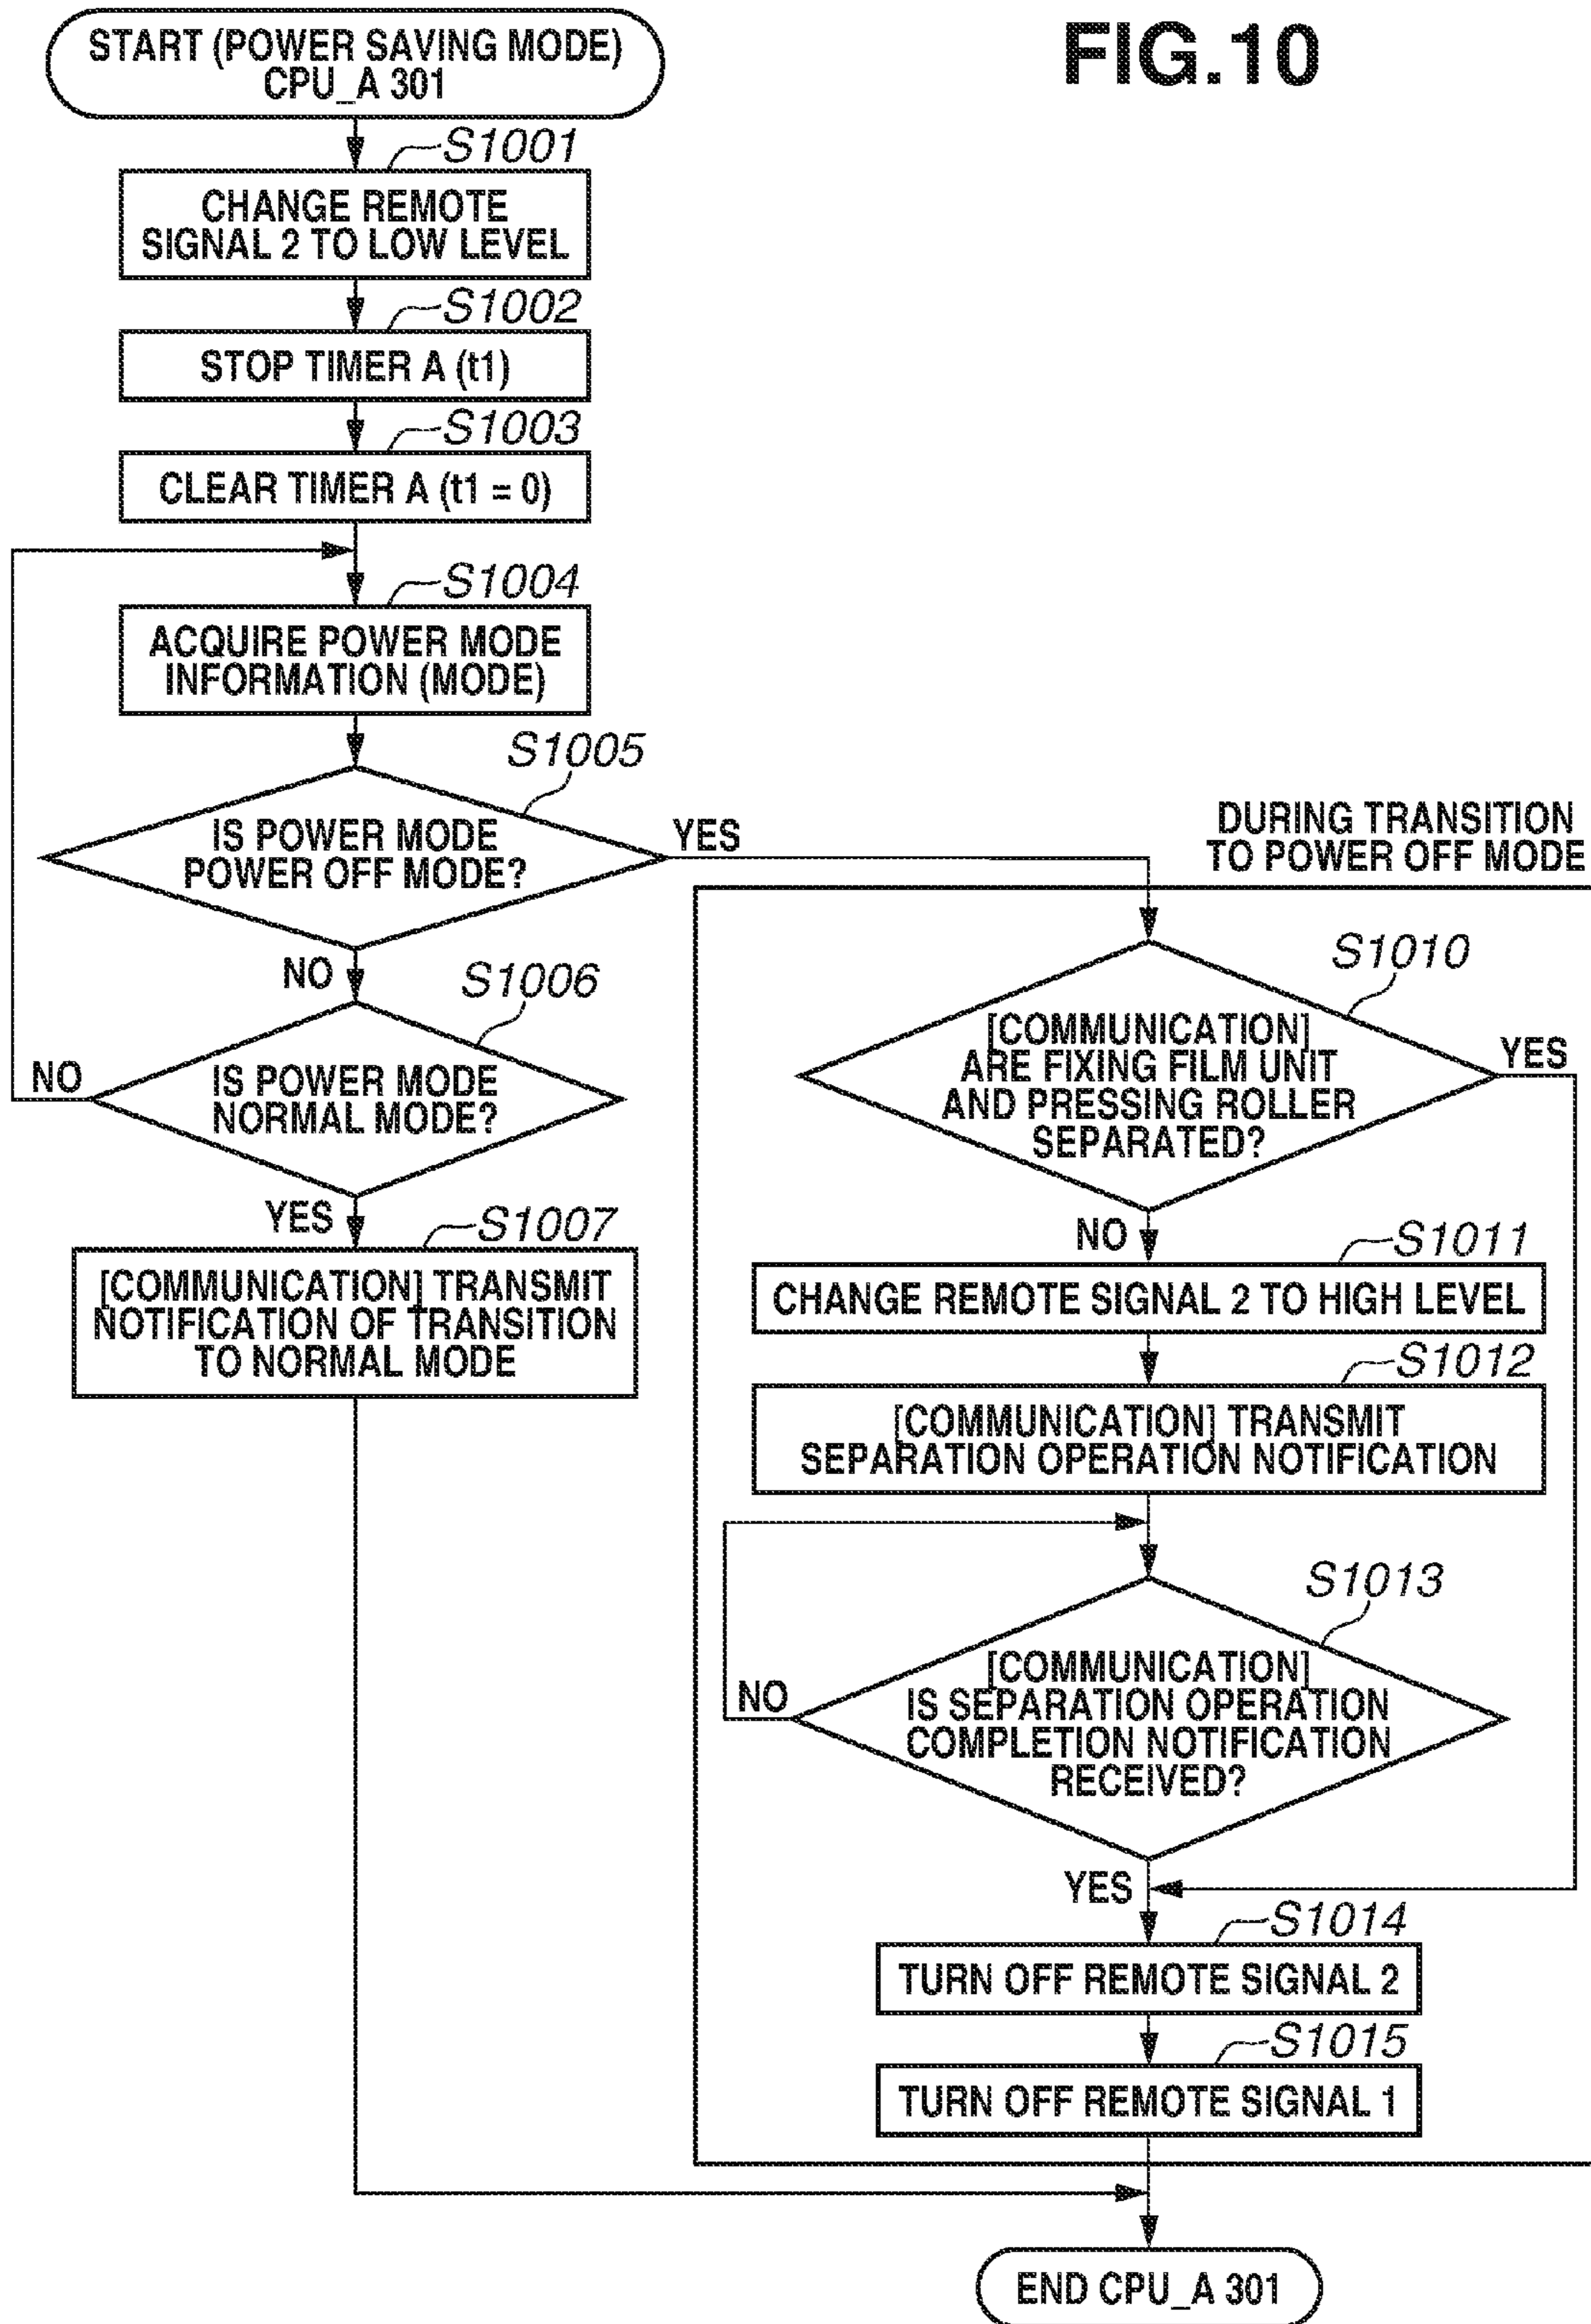 FIG.10
START (POWER SAVING MODE)
CPU_A 301
S1001
CHANGE REMOTE
SIGNAL 2 TO LOW LEVEL
S1002
STOP TIMER A (t1)
S1003
CLEAR TIMER A (t1 = 0)
S1004
ACQUIRE POWER MODE
INFORMATION (MODE)
S1005
IS POWER MODE
POWER OFF MODE?
YES
NO
S1006
IS POWER MODE
NORMAL MODE?
NO
YES
S1007
[COMMUNICATION] TRANSMIT
NOTIFICATION OF TRANSITION
TO NORMAL MODE
DURING TRANSITION
TO POWER OFF MODE
S1010
[COMMUNICATION]
ARE FIXING FILM UNIT
AND PRESSING ROLLER
SEPARATED?
YES
NO
S1011
CHANGE REMOTE SIGNAL 2 TO HIGH LEVEL
S1012
[COMMUNICATION] TRANSMIT
SEPARATION OPERATION NOTIFICATION
S1013
[COMMUNICATION]
IS SEPARATION OPERATION
COMPLETION NOTIFICATION
RECEIVED?
NO
YES
S1014
TURN OFF REMOTE SIGNAL 2
S1015
TURN OFF REMOTE SIGNAL 1
END CPU_A 301